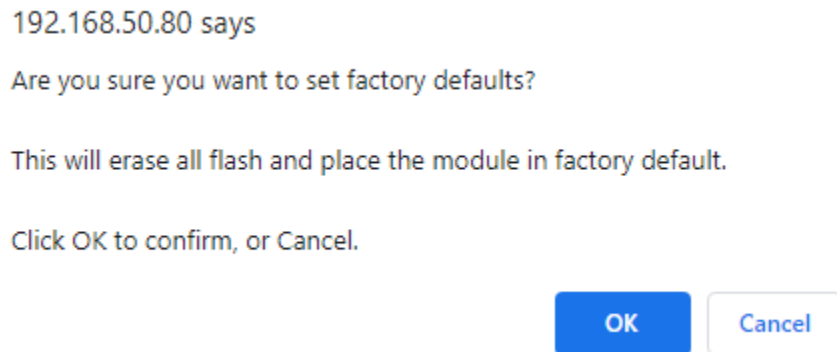 192.168.50.80 says
Are you sure you want to set factory defaults?
This will erase all flash and place the module in factory default.
Click OK to confirm, or Cancel.
OK Cancel